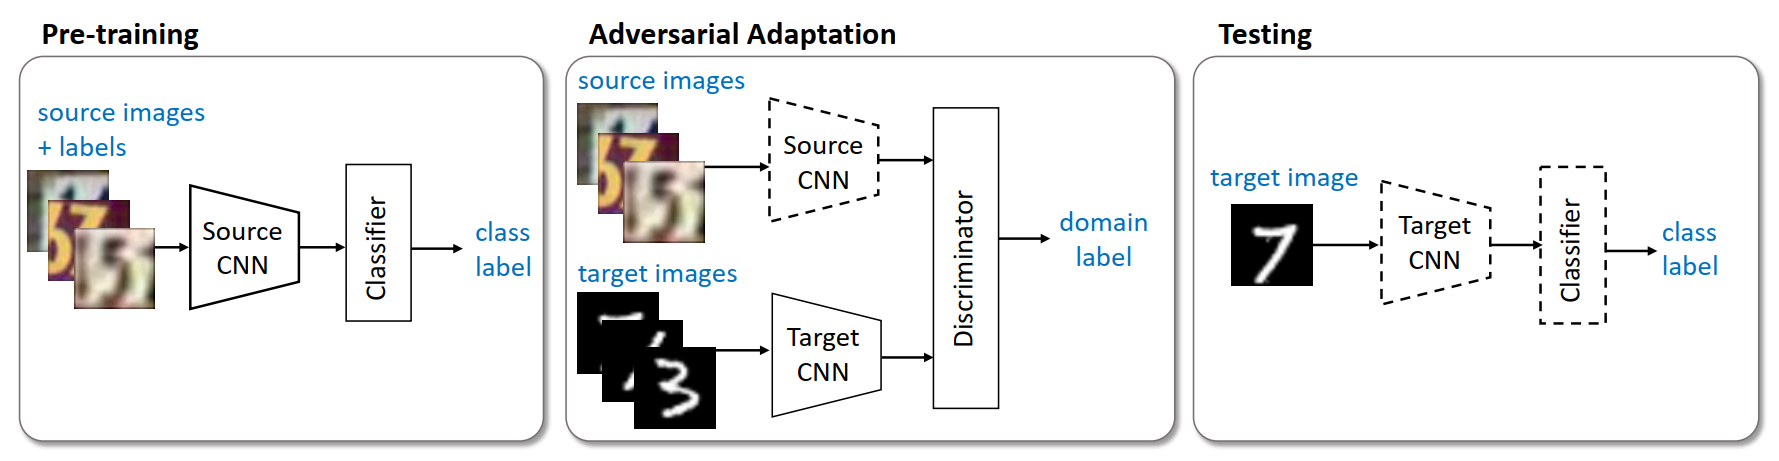 Pre-training
source images
+ labels
Source
CNN
Classifier
class
label
Adversarial Adaptation
source images
Source
CNN
target images
Target
CNN
Discriminator
domain
label
Testing
target image
7
Target
CNN
Classifier
class
label